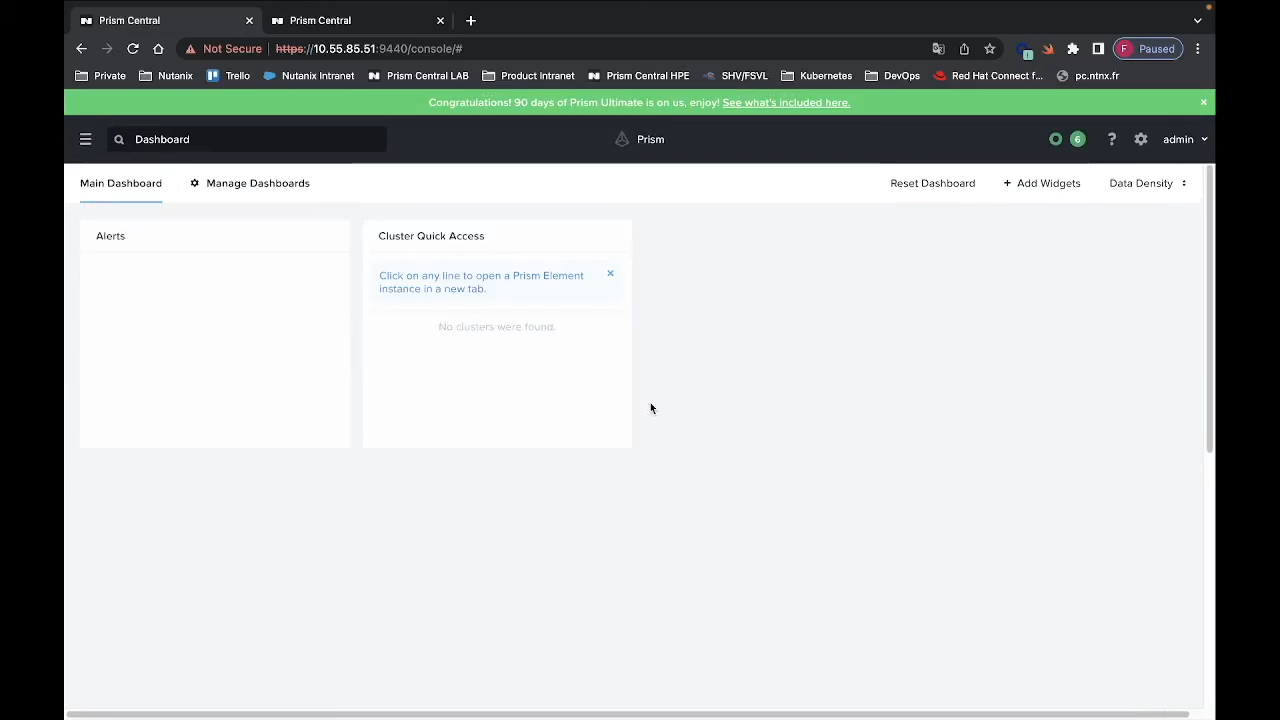 Prism Central
Prism Central
Not Secure
https://10.55.85.51:9440/console/#
F Paused
Private
Nutanix
Trello
Nutanix Intranet
Prism Central LAB
Product Intranet
Prism Central HPE
SHV/FSVL
Kubernetes
DevOps
Red Hat Connect f...
pc.ntnx.fr
Congratulations! 90 days of Prism Ultimate is on us, enjoy! See what's included here.
Dashboard
Prism
6
?
admin
Main Dashboard
Manage Dashboards
Reset Dashboard
+ Add Widgets
Data Density
Alerts
Cluster Quick Access
Click on any line to open a Prism Element
instance in a new tab.
No clusters were found.